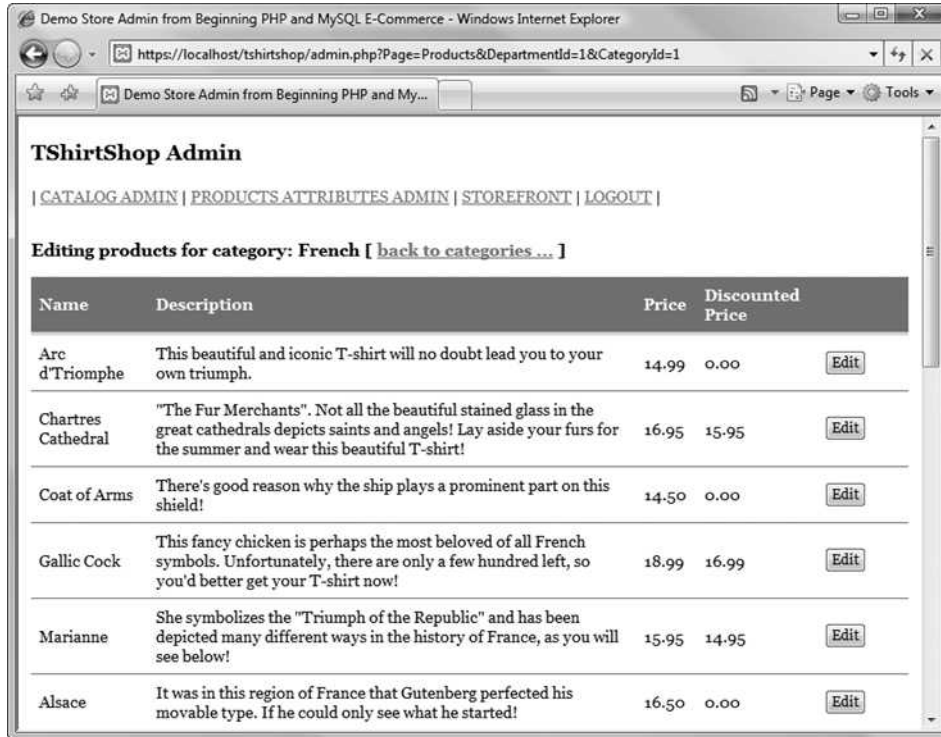 Demo Store Admin from Beginning PHP and MySQL E-Commerce - Windows Internet Explorer
https://localhost/tshirtshop/admin.php?Page=Products&DepartmentId=1&CategoryId=1
Demo Store Admin from Beginning PHP and My...
Page
Tools
TShirtShop Admin
| CATALOG ADMIN | PRODUCTS ATTRIBUTES ADMIN | STOREFRONT | LOGOUT |
Editing products for category: French [ back to categories ... ]
Name Description Price Discounted
Price
Arc
d'Triomphe
This beautiful and iconic T-shirt will no doubt lead you to your
own triumph.
14.99 0.00 Edit
Chartres
Cathedral
"The Fur Merchants". Not all the beautiful stained glass in the
great cathedrals depicts saints and angels! Lay aside your furs for
the summer and wear this beautiful T-shirt!
16.95 15.95 Edit
Coat of Arms
There's good reason why the ship plays a prominent part on this
shield!
14.50 0.00 Edit
Gallic Cock
This fancy chicken is perhaps the most beloved of all French
symbols. Unfortunately, there are only a few hundred left, so
you'd better get your T-shirt now!
18.99 16.99 Edit
Marianne
She symbolizes the "Triumph of the Republic" and has been
depicted many different ways in the history of France, as you will
see below!
15.95 14.95 Edit
Alsace
It was in this region of France that Gutenberg perfected his
movable type. If he could only see what he started!
16.50 0.00 Edit